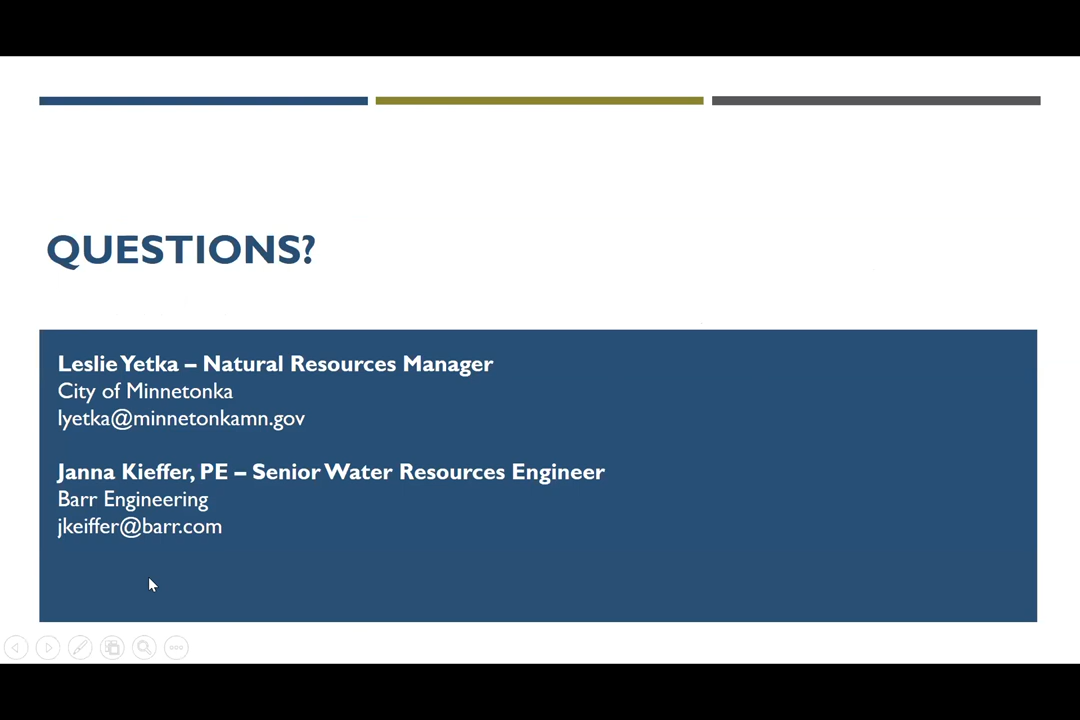 QUESTIONS?
Leslie Yetka – Natural Resources Manager
City of Minnetonka
lyetka@minnetonkamn.gov
Janna Kieffer, PE – Senior Water Resources Engineer
Barr Engineering
jkeiffer@barr.com